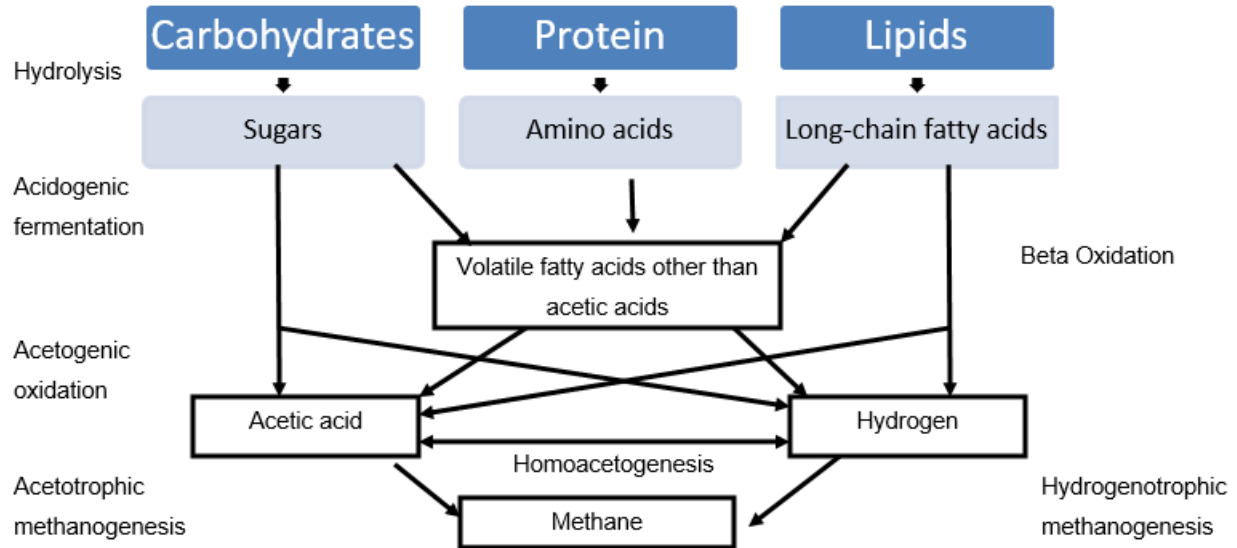 Carbohydrates
Protein
Lipids
Hydrolysis
Sugars
Amino acids
Long-chain fatty acids
Acidogenic
fermentation
Volatile fatty acids other than
acetic acids
Beta Oxidation
Acetogenic
oxidation
Acetic acid
Hydrogen
Homoacetogenesis
Acetotrophic
methanogenesis
Methane
Hydrogenotrophic
methanogenesis